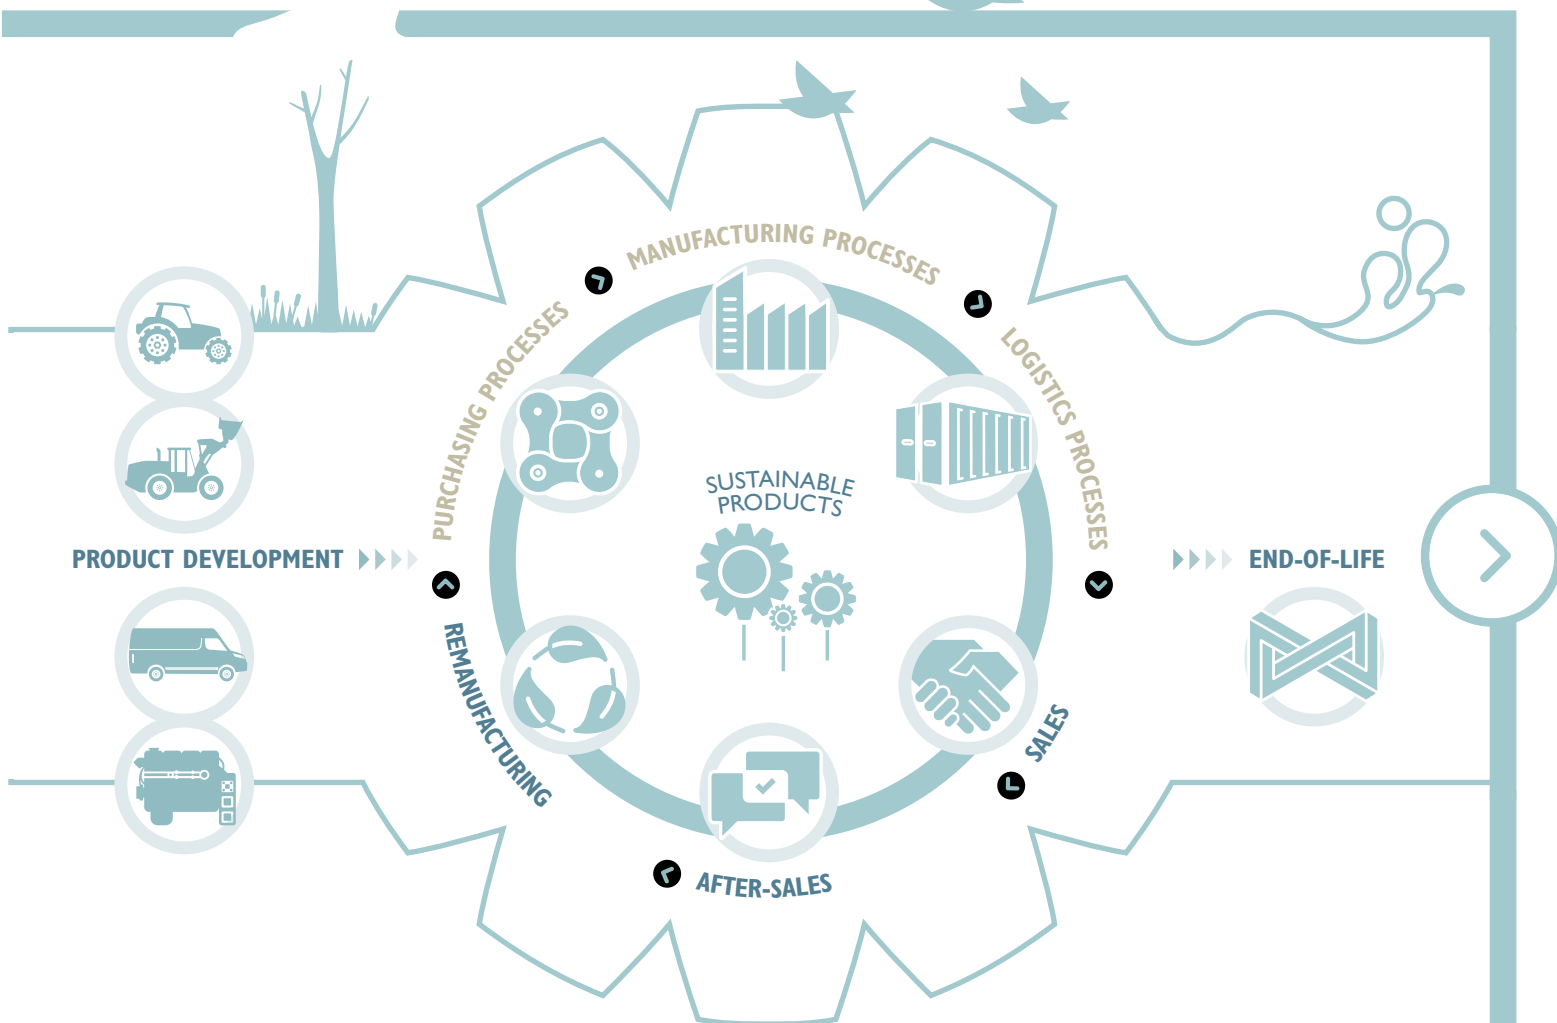 MANUFACTURING PROCESSES
PURCHASING PROCESSES
LOGISTICS PROCESSES
SUSTAINABLE
PRODUCTS
PRODUCT DEVELOPMENT
END-OF-LIFE
REMANUFACTURING
SALES
AFTER-SALES